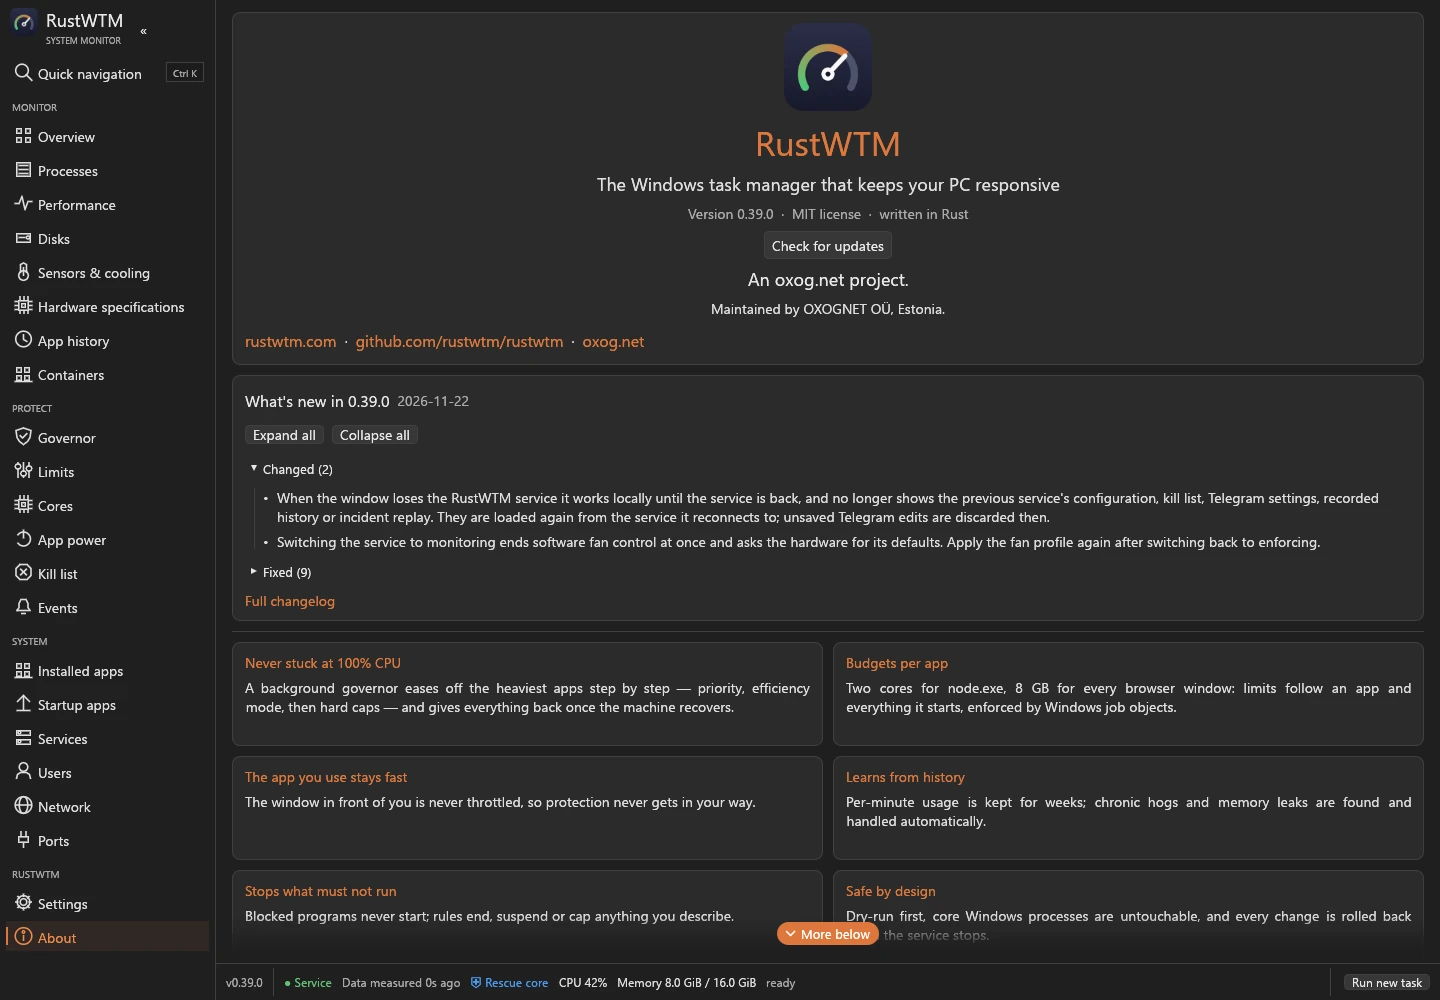 RustWTM
SYSTEM MONITOR
«
Quick navigation
Ctrl K
MONITOR
Overview
Processes
Performance
Disks
Sensors & cooling
Hardware specifications
App history
Containers
PROTECT
Governor
Limits
Cores
App power
Kill list
Events
SYSTEM
Installed apps
Startup apps
Services
Users
Network
Ports
RUSTWTM
Settings
About
RustWTM
The Windows task manager that keeps your PC responsive
Version 0.39.0 · MIT license · written in Rust
Check for updates
An oxog.net project.
Maintained by OXOGNET OÜ, Estonia.
rustwtm.com · github.com/rustwtm/rustwtm · oxog.net
What's new in 0.39.0 2026-11-22
Expand all Collapse all
Changed (2)
• When the window loses the RustWTM service it works locally until the service is back, and no longer shows the previous service's configuration, kill list, Telegram settings, recorded
history or incident replay. They are loaded again from the service it reconnects to; unsaved Telegram edits are discarded then.
• Switching the service to monitoring ends software fan control at once and asks the hardware for its defaults. Apply the fan profile again after switching back to enforcing.
Fixed (9)
Full changelog
Never stuck at 100% CPU
A background governor eases off the heaviest apps step by step — priority, efficiency
mode, then hard caps — and gives everything back once the machine recovers.
Budgets per app
Two cores for node.exe, 8 GB for every browser window: limits follow an app and
everything it starts, enforced by Windows job objects.
The app you use stays fast
The window in front of you is never throttled, so protection never gets in your way.
Learns from history
Per-minute usage is kept for weeks; chronic hogs and memory leaks are found and
handled automatically.
Stops what must not run
Blocked programs never start; rules end, suspend or cap anything you describe.
Safe by design
Dry-run first, core Windows processes are untouchable, and every change is rolled back
the service stops.
More below
v0.39.0
Service
Data measured 0s ago
Rescue core
CPU 42%
Memory 8.0 GiB / 16.0 GiB
ready
Run new task